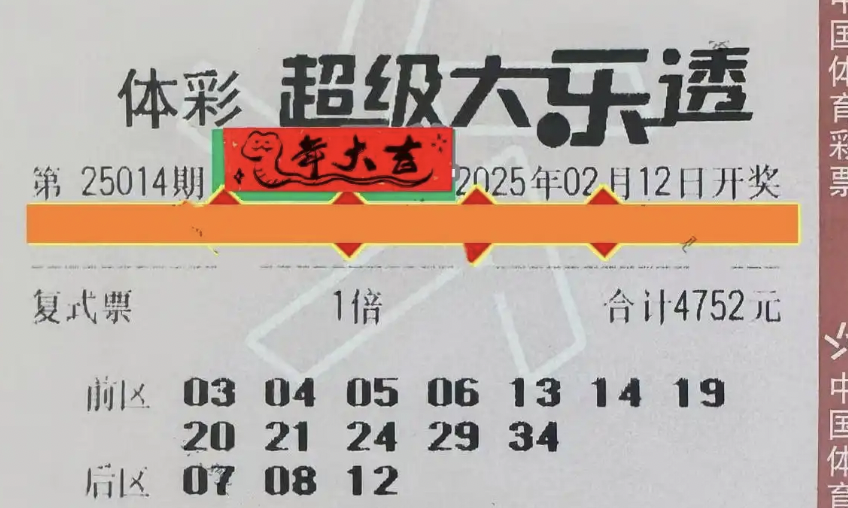 体彩 超级大乐透
年大吉
第 25014期 2025年02月12日开奖
复式票 1倍 合计4752元
前区 03 04 05 06 13 14 19
20 21 24 29 34
后区 07 08 12
中国体育彩票
中国体育